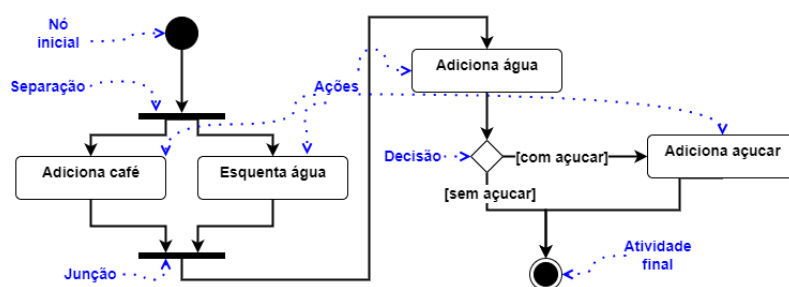 Nó
inicial
Separação
Ações
Adiciona água
Adiciona café
Esquenta água
Decisão
[com açucar]
Adiciona açucar
[sem açucar]
Junção
Atividade
final